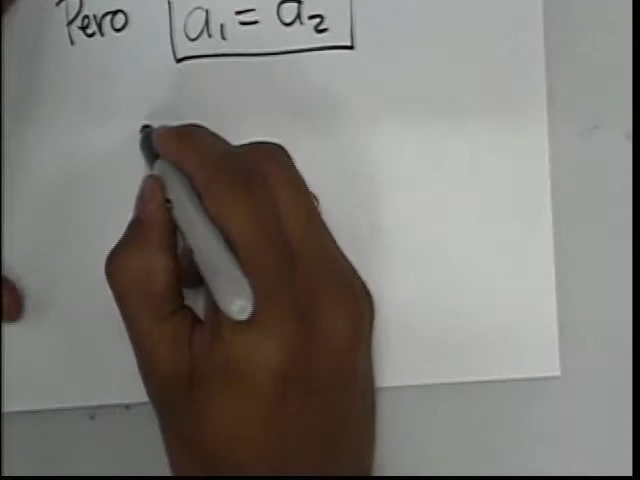 Pero a₁ = a₂